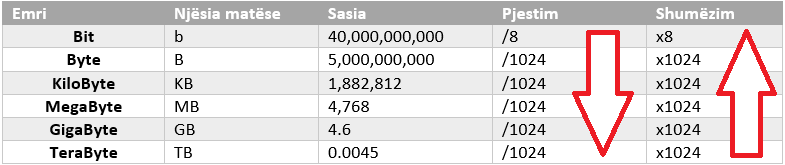 Emri Njësia matëse Sasia Pjestim Shumëzim
Bit b 40,000,000,000 /8 x8
Byte B 5,000,000,000 /1024 x1024
KiloByte KB 1,882,812 /1024 x1024
MegaByte MB 4,768 /1024 x1024
GigaByte GB 4.6 /1024 x1024
TeraByte TB 0.0045 /1024 x1024